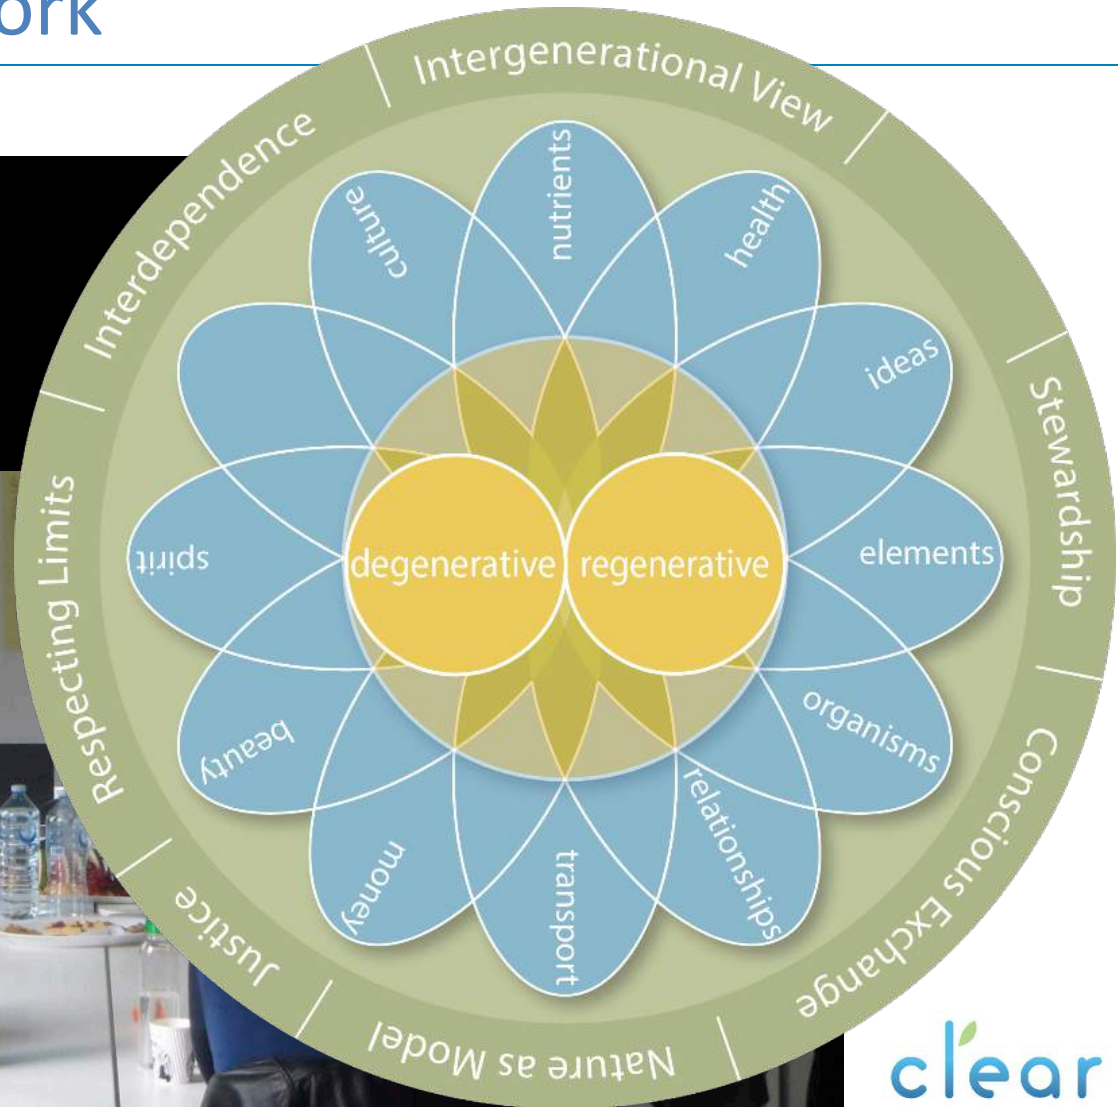 ork
Intergenerational View
Stewardship
Conscious Exchange
Nature as Model
Justice
Respecting Limits
Interdependence
nutrients
health
ideas
elements
organisms
relationships
transport
money
beauty
spirit
culture
degenerative
regenerative
clear